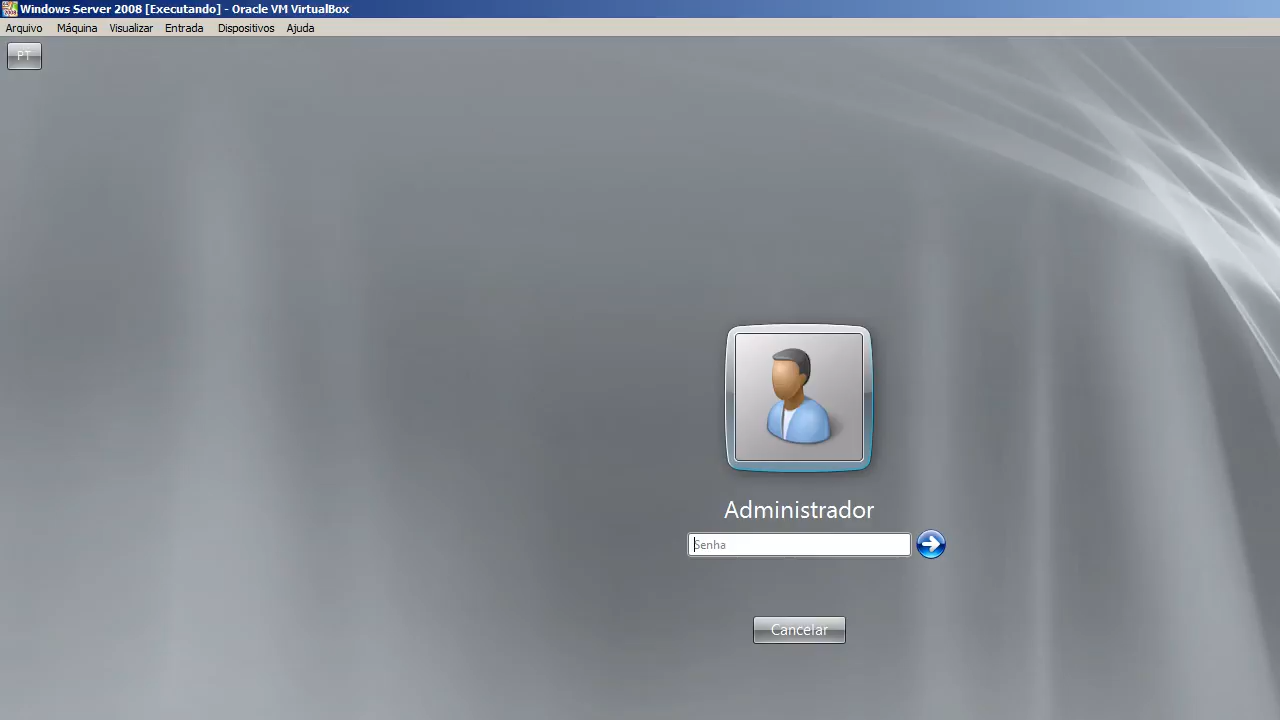 Windows Server 2008 [Executando] - Oracle VM VirtualBox
Arquivo Máquina Visualizar Entrada Dispositivos Ajuda
PT
Administrador
Senha
Cancelar